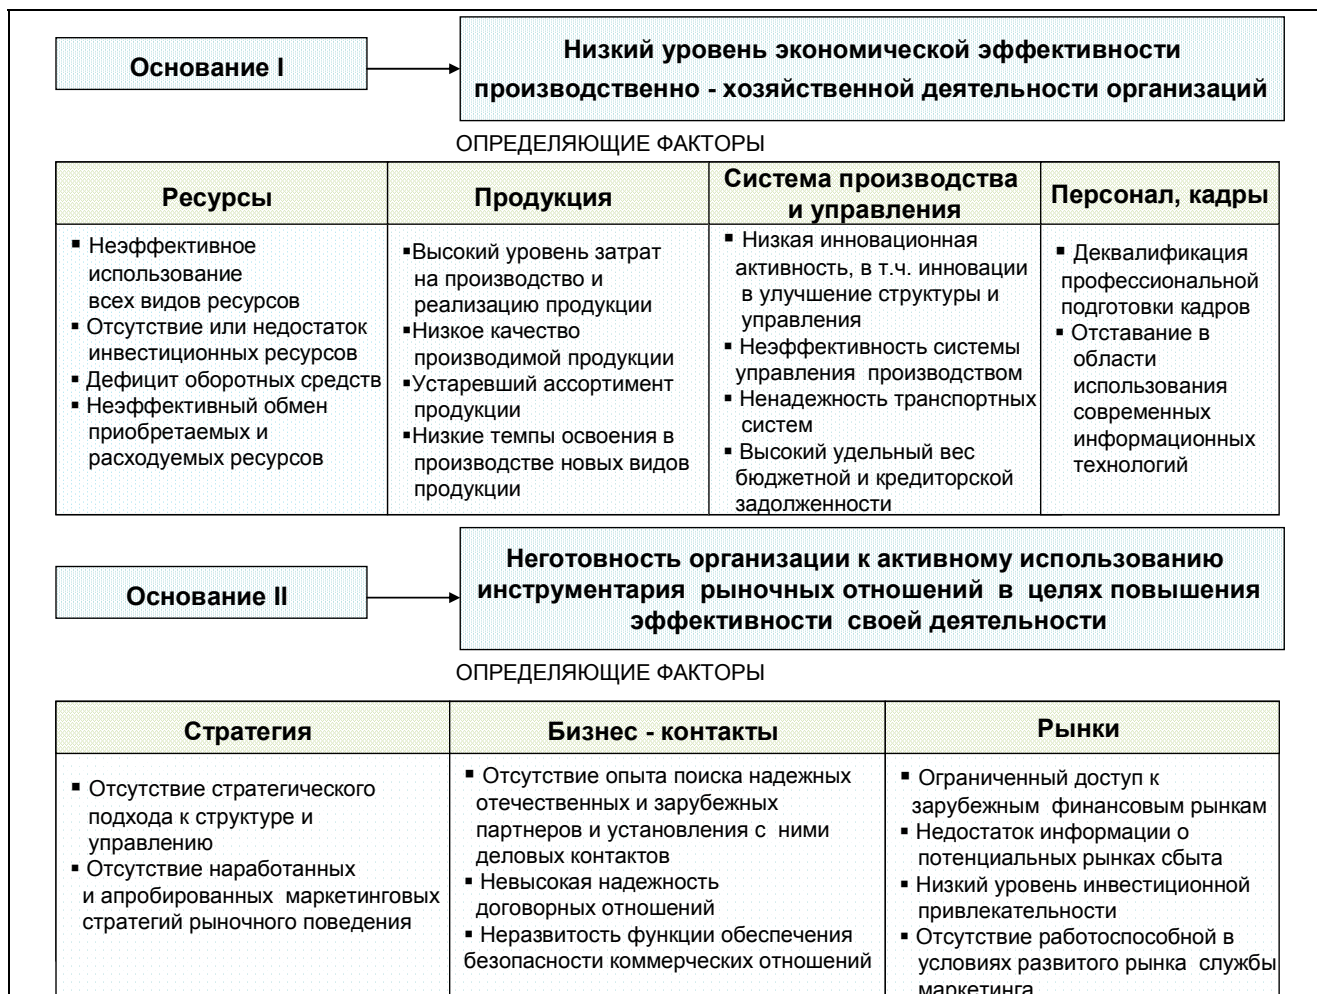 Основание I
Низкий уровень экономической эффективности
производственно - хозяйственной деятельности организаций
ОПРЕДЕЛЯЮЩИЕ ФАКТОРЫ
Ресурсы
▪ Неэффективное
использование
всех видов ресурсов
▪ Отсутствие или недостаток
инвестиционных ресурсов
▪ Дефицит оборотных средств
▪ Неэффективный обмен
приобретаемых и
расходуемых ресурсов
Продукция
▪Высокий уровень затрат
на производство и
реализацию продукции
▪Низкое качество
производимой продукции
▪Устаревший ассортимент
продукции
▪Низкие темпы освоения в
производстве новых видов
продукции
Система производства
и управления
▪ Низкая инновационная
активность, в т.ч. инновации
в улучшение структуры и
управления
▪ Неэффективность системы
управления производством
▪ Ненадежность транспортных
систем
▪ Высокий удельный вес
бюджетной и кредиторской
задолженности
Персонал, кадры
▪ Деквалификация
профессиональной
подготовки кадров
▪ Отставание в
области
использования
современных
информационных
технологий
Основание II
Неготовность организации к активному использованию
инструментария рыночных отношений в целях повышения
эффективности своей деятельности
ОПРЕДЕЛЯЮЩИЕ ФАКТОРЫ
Стратегия
▪ Отсутствие стратегического
подхода к структуре и
управлению
▪ Отсутствие наработанных
и апробированных маркетинговых
стратегий рыночного поведения
Бизнес - контакты
▪ Отсутствие опыта поиска надежных
отечественных и зарубежных
партнеров и установления с ними
деловых контактов
▪ Невысокая надежность
договорных отношений
▪ Неразвитость функции обеспечения
безопасности коммерческих отношений
Рынки
▪ Ограниченный доступ к
зарубежным финансовым рынкам
▪ Недостаток информации о
потенциальных рынках сбыта
▪ Низкий уровень инвестиционной
привлекательности
▪ Отсутствие работоспособной в
условиях развитого рынка службы
маркетинга